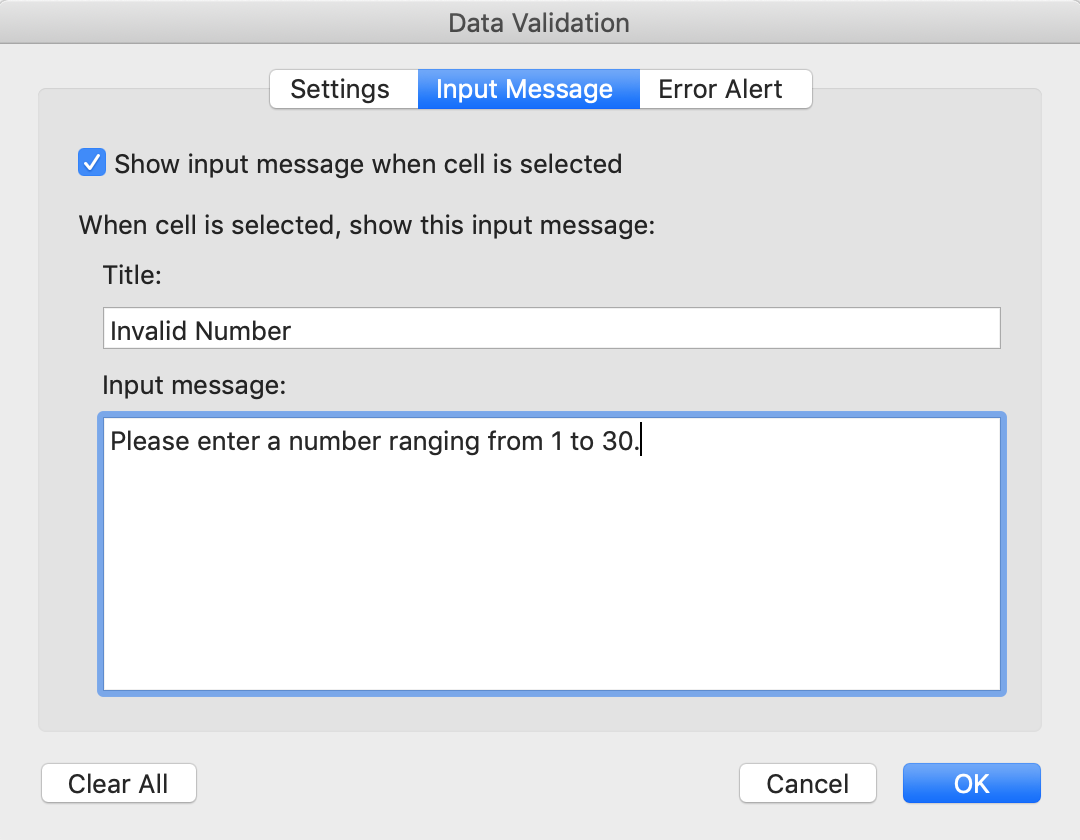 Data Validation
Settings Input Message Error Alert
Show input message when cell is selected
When cell is selected, show this input message:
Title:
Invalid Number
Input message:
Please enter a number ranging from 1 to 30.
Clear All Cancel OK